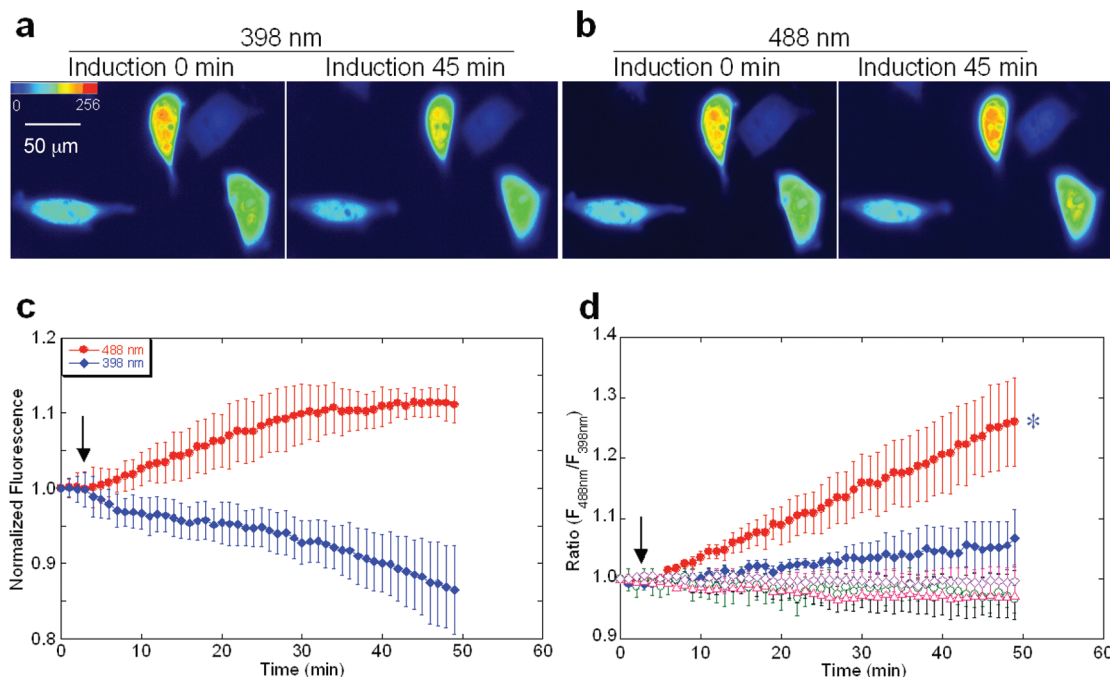 a
398 nm
Induction 0 min
Induction 45 min
0
256
50 μm
b
488 nm
Induction 0 min
Induction 45 min
c
1.2
1.1
1.0
0.9
0.8
Normalized Fluorescence
488 nm
398 nm
0 10 20 30 40 50 60
Time (min)
d
1.4
1.3
1.2
1.1
1.0
0.9
Ratio (F488nm/F398nm)
*
0 10 20 30 40 50 60
Time (min)